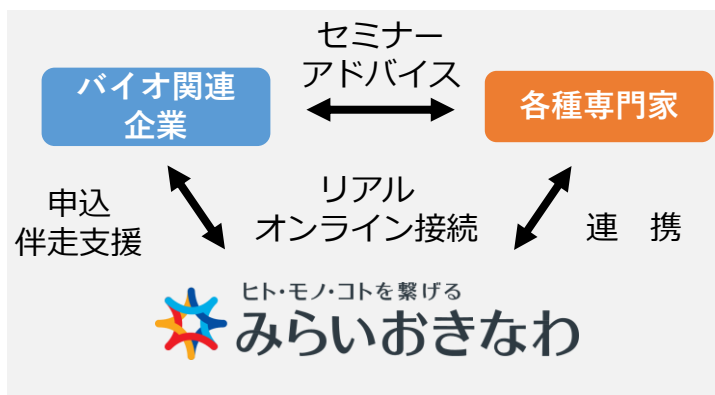 セミナー
アドバイス
バイオ関連
企業
各種専門家
申込
伴走支援
リアル
オンライン接続
連　携
ヒト・モノ・コトを繋げる
みらいおきなわ